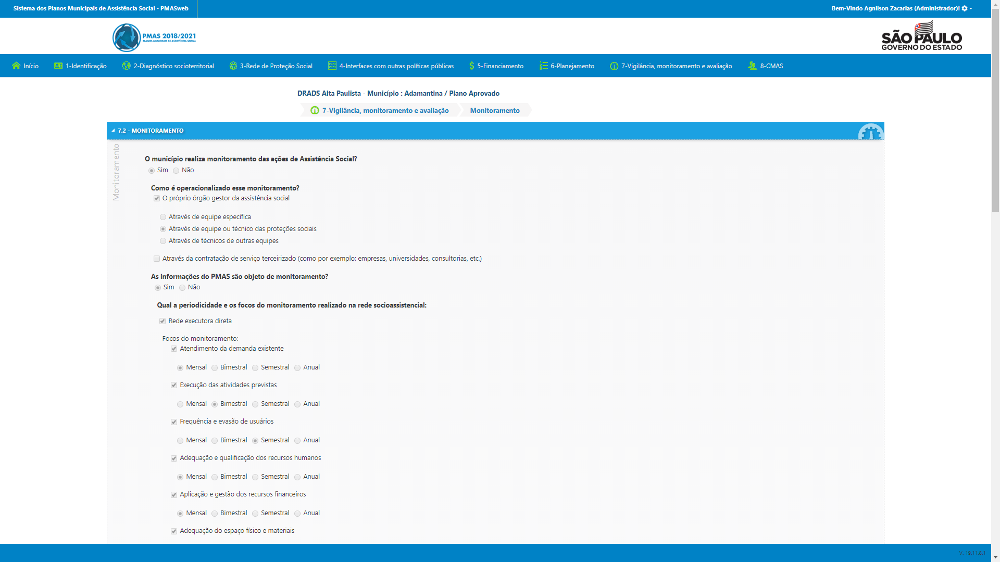 Sistema dos Planos Municipais de Assistência Social - PMASweb
Bem-Vindo Agnilson Zacarias (Administrador)!
PMAS 2018/2021
PLANOS MUNICIPAIS DE ASSISTÊNCIA SOCIAL
SÃO PAULO
GOVERNO DO ESTADO
Início 1-Identificação 2-Diagnóstico socioterritorial 3-Rede de Proteção Social 4-Interfaces com outras políticas públicas 5-Financiamento 6-Planejamento 7-Vigilância, monitoramento e avaliação 8-CMAS
DRADS Alta Paulista - Município : Adamantina / Plano Aprovado
7-Vigilância, monitoramento e avaliação Monitoramento
7.2 - MONITORAMENTO
Monitoramento
O município realiza monitoramento das ações de Assistência Social?
Sim Não
Como é operacionalizado esse monitoramento?
O próprio órgão gestor da assistência social
Através de equipe específica
Através de equipe ou técnico das proteções sociais
Através de técnicos de outras equipes
Através da contratação de serviço terceirizado (como por exemplo: empresas, universidades, consultorias, etc.)
As informações do PMAS são objeto de monitoramento?
Sim Não
Qual a periodicidade e os focos do monitoramento realizado na rede socioassistencial:
Rede executora direta
Focos do monitoramento:
Atendimento da demanda existente
Mensal Bimestral Semestral Anual
Execução das atividades previstas
Mensal Bimestral Semestral Anual
Frequência e evasão de usuários
Mensal Bimestral Semestral Anual
Adequação e qualificação dos recursos humanos
Mensal Bimestral Semestral Anual
Aplicação e gestão dos recursos financeiros
Mensal Bimestral Semestral Anual
Adequação do espaço físico e materiais
V. 19.11.8.1